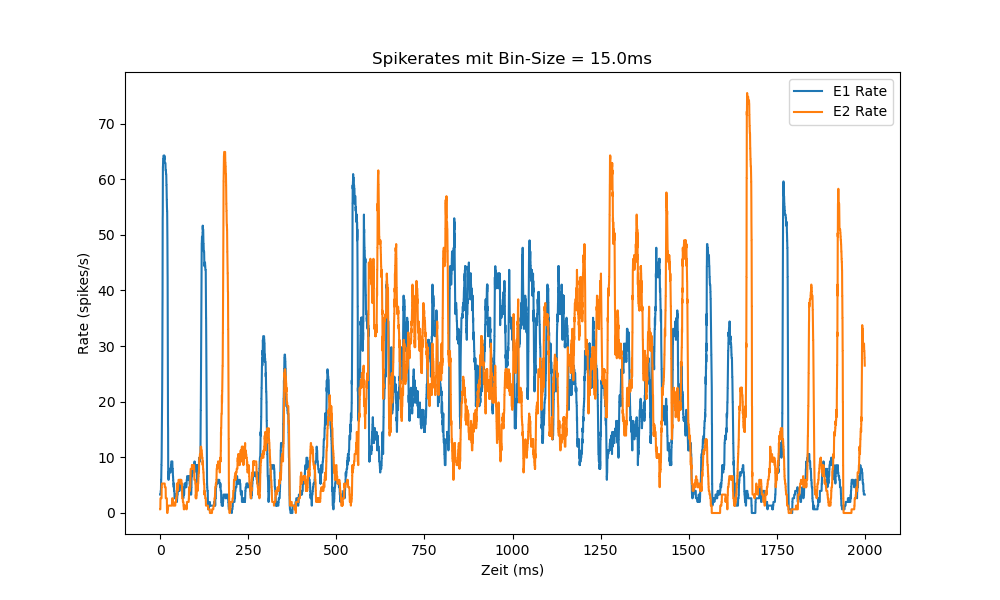 Spikerates mit Bin-Size = 15.0ms
E1 Rate
E2 Rate
Rate (spikes/s)
70
60
50
40
30
20
10
0
0 250 500 750 1000 1250 1500 1750 2000
Zeit (ms)